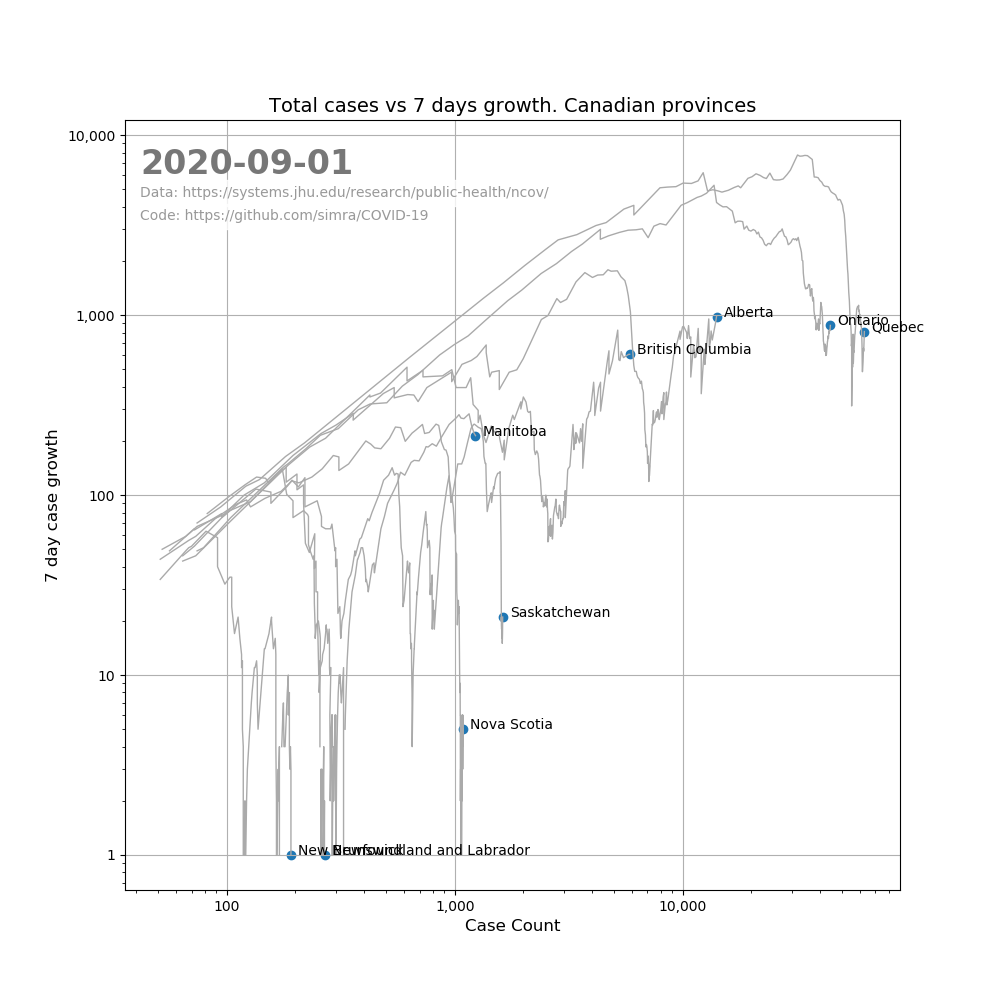 Total cases vs 7 days growth. Canadian provinces
10,000
2020-09-01
Data: https://systems.jhu.edu/research/public-health/ncov/
Code: https://github.com/simra/COVID-19
1,000
Alberta
Ontario
Quebec
British Columbia
Manitoba
100
7 day case growth
Saskatchewan
10
Nova Scotia
1
New Brunswick
Newfoundland and Labrador
100
1,000
10,000
Case Count